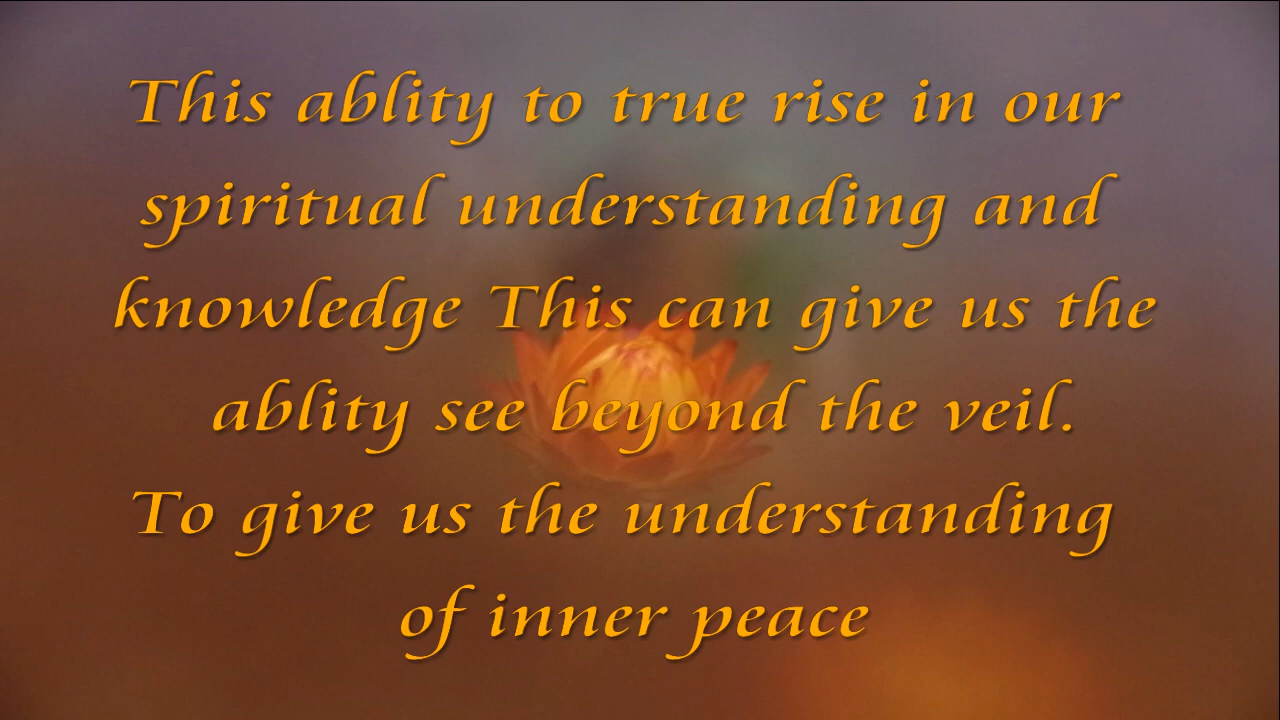 This ablity to true rise in our
spiritual understanding and
knowledge This can give us the
ablity see beyond the veil.
To give us the understanding
of inner peace